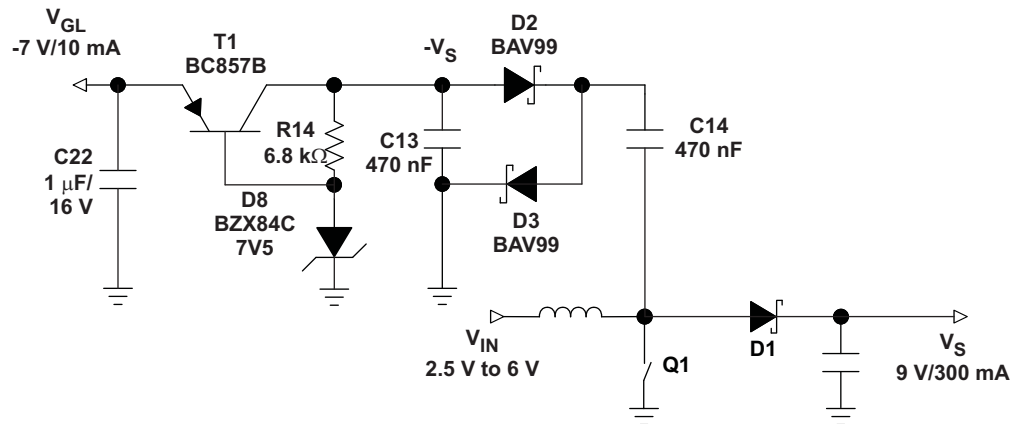 V_GL
-7 V/10 mA
T1
BC857B
-V_S
D2
BAV99
C22
1 μF/
16 V
R14
6.8 kΩ
C13
470 nF
C14
470 nF
D8
BZX84C
7V5
D3
BAV99
V_IN
2.5 V to 6 V
Q1
D1
V_S
9 V/300 mA